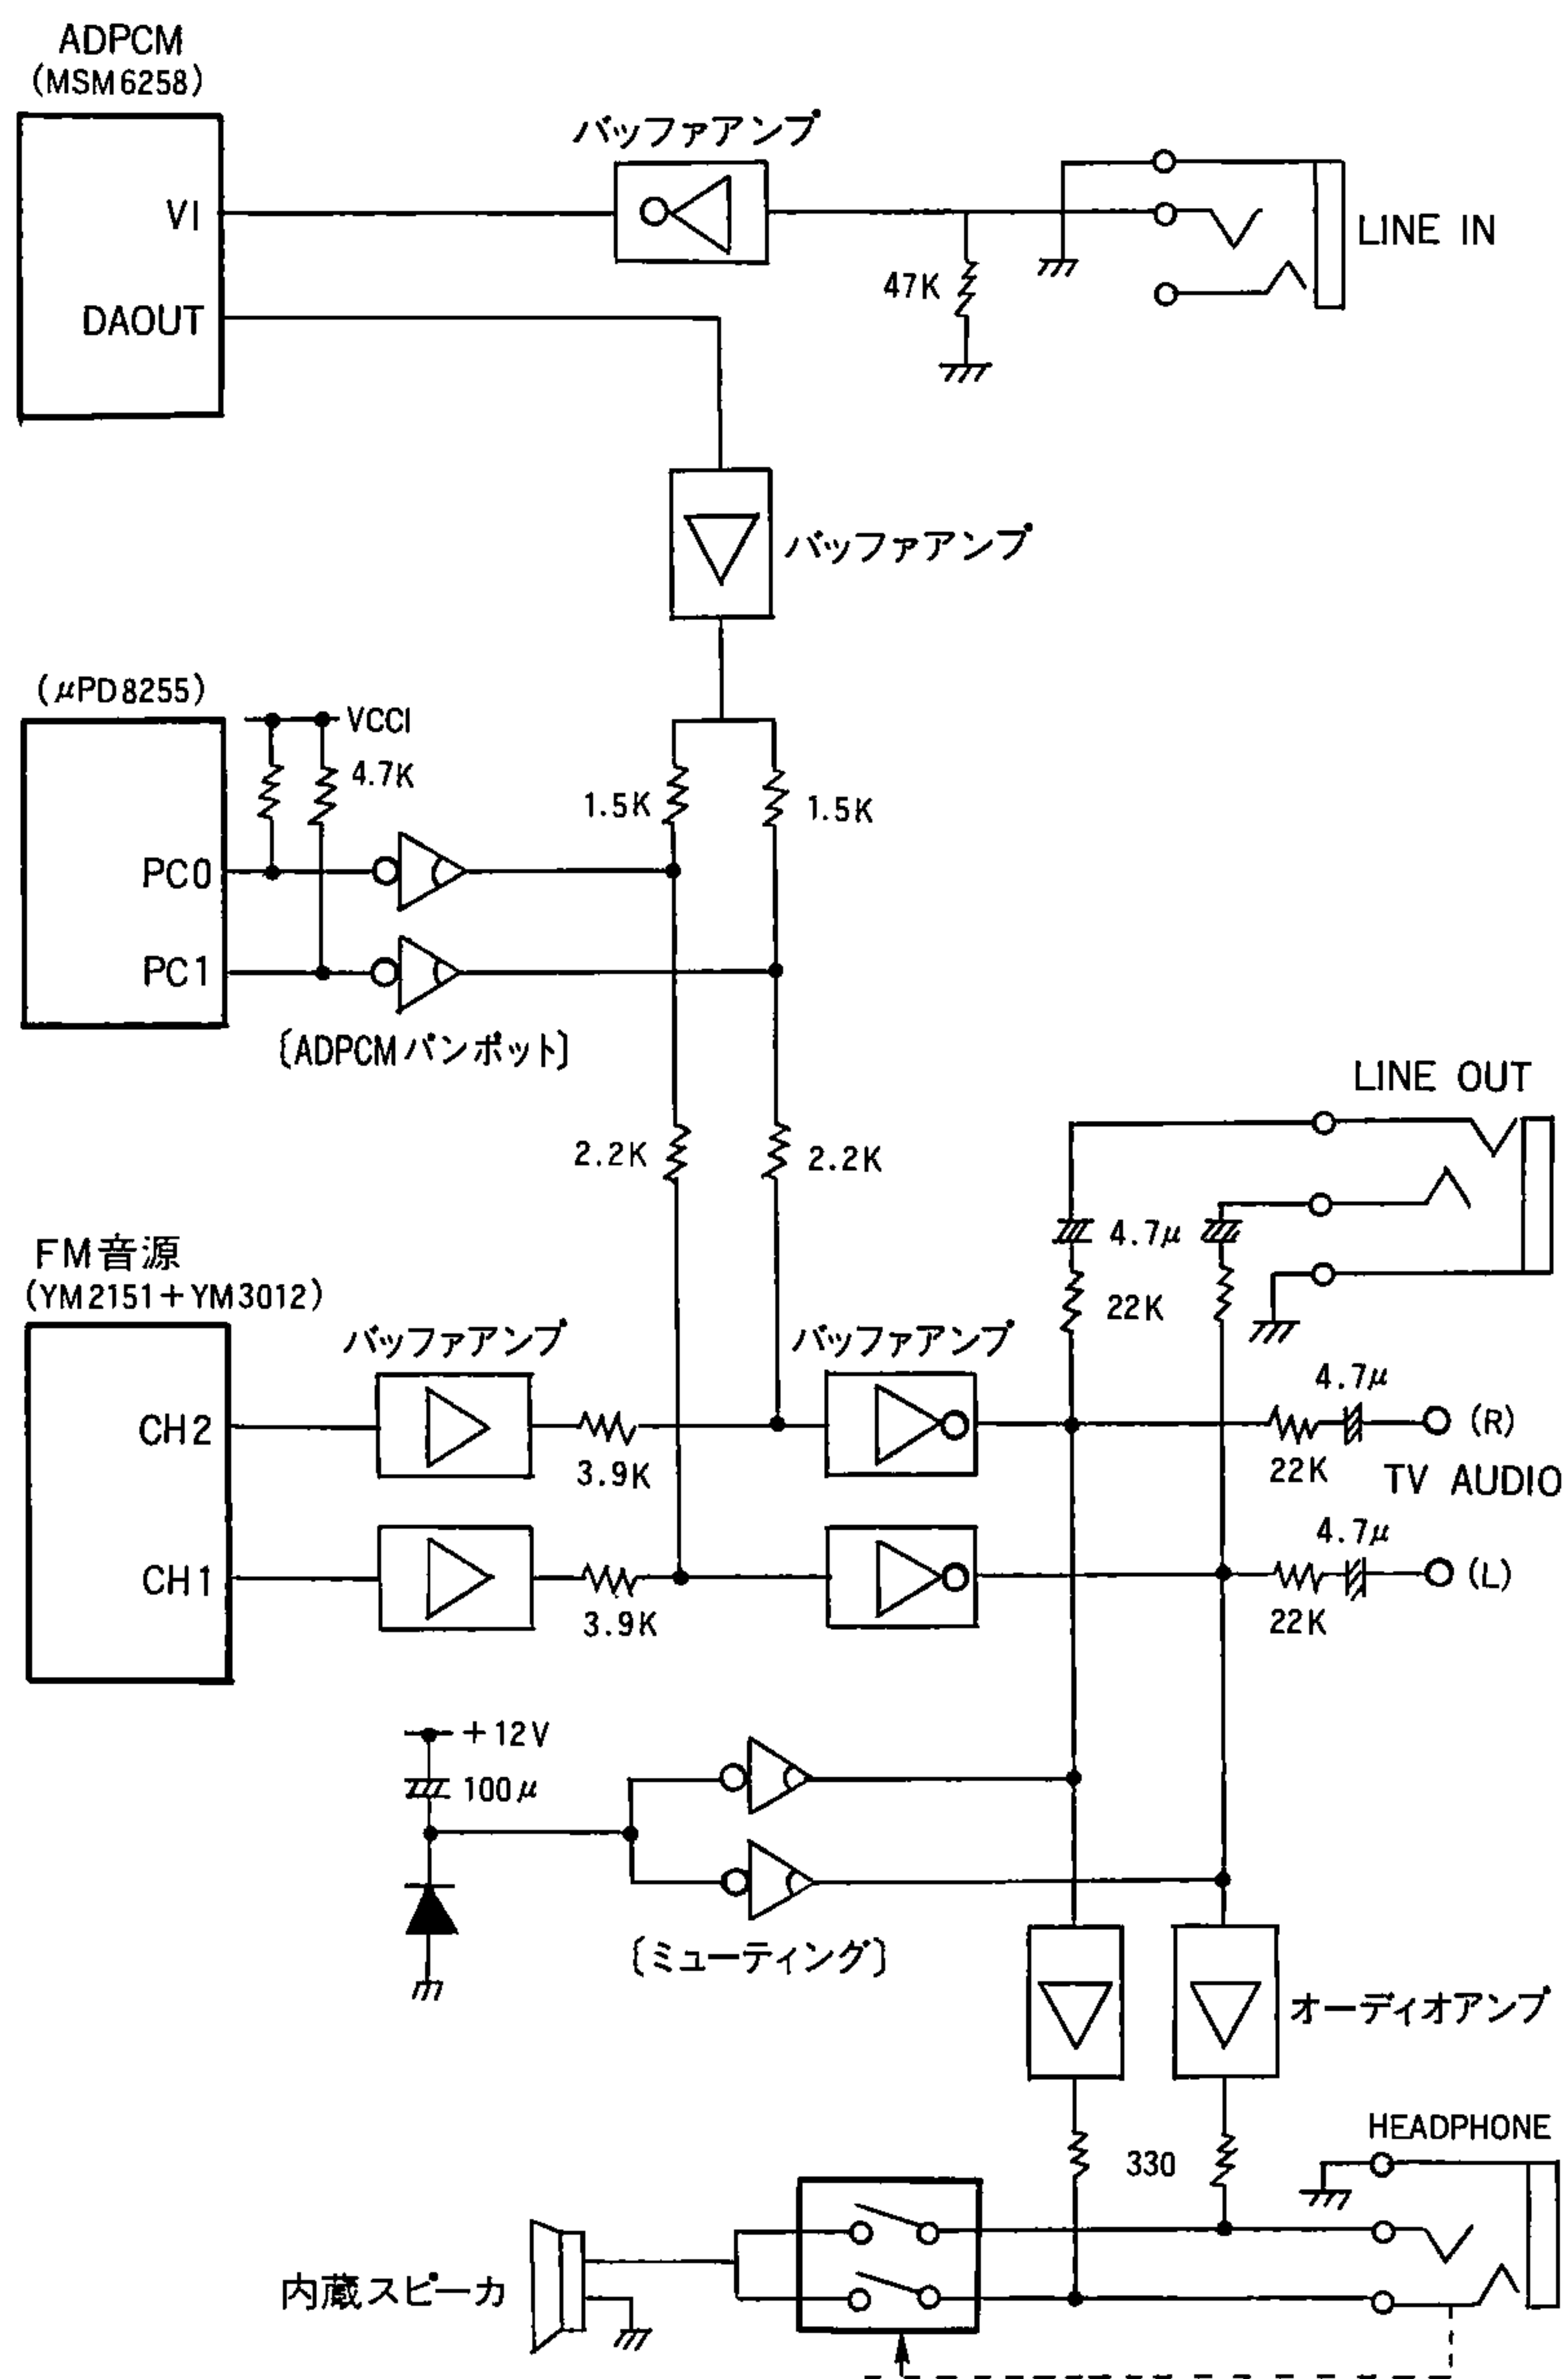 ADPCM
(MSM6258)
バッファアンプ
VI
LINE IN
47K
DAOUT
バッファアンプ
(μPD8255)
VCCI
4.7K
1.5K
1.5K
PC0
PC1
〔ADPCMパンポット〕
LINE OUT
2.2K
2.2K
4.7μ
FM音源
(YM2151+YM3012)
22K
バッファアンプ
バッファアンプ
4.7μ
CH2
(R)
3.9K
22K
TV AUDIO
4.7μ
CH1
(L)
3.9K
22K
+12V
100μ
〔ミューティング〕
オーディオアンプ
HEADPHONE
330
内蔵スピーカ